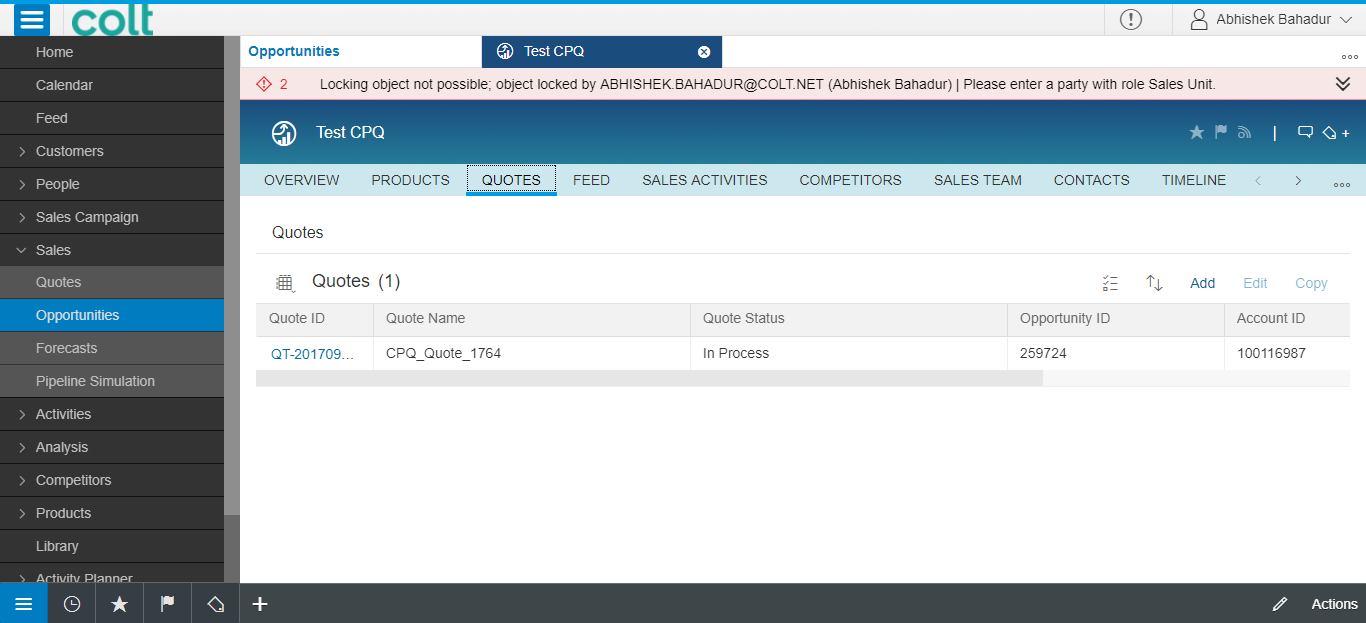 colt
Abhishek Bahadur
Home
Calendar
Feed
Customers
People
Sales Campaign
Sales
Quotes
Opportunities
Forecasts
Pipeline Simulation
Activities
Analysis
Competitors
Products
Library
Activity Planner
Opportunities
Test CPQ
2 Locking object not possible; object locked by ABHISHEK.BAHADUR@COLT.NET (Abhishek Bahadur) | Please enter a party with role Sales Unit.
Test CPQ
OVERVIEW PRODUCTS QUOTES FEED SALES ACTIVITIES COMPETITORS SALES TEAM CONTACTS TIMELINE
Quotes
Quotes (1) Add Edit Copy
Quote ID Quote Name Quote Status Opportunity ID Account ID
QT-201709... CPQ_Quote_1764 In Process 259724 100116987
Actions